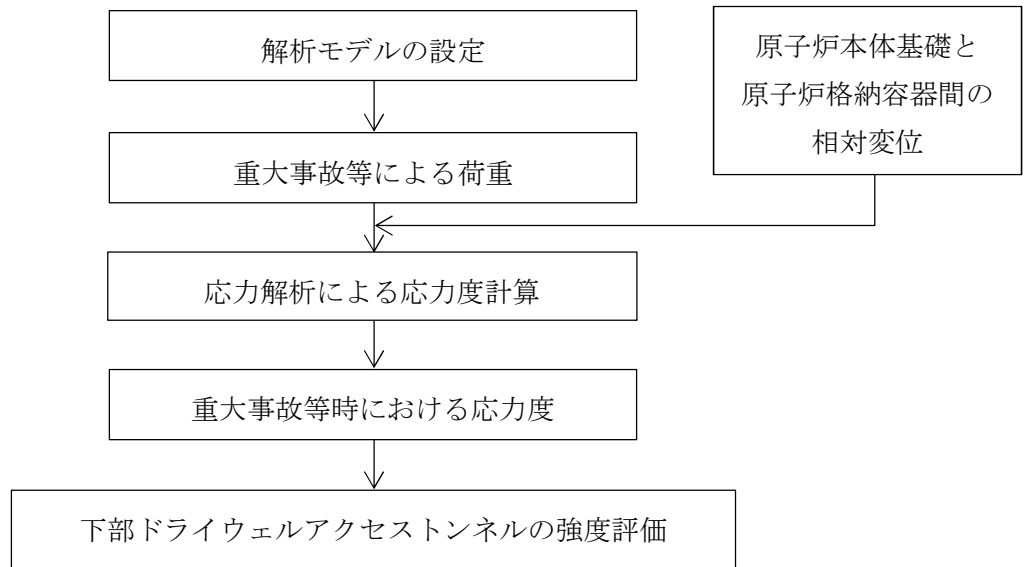 解析モデルの設定
原子炉本体基礎と
原子炉格納容器間の
相対変位
重大事故等による荷重
応力解析による応力度計算
重大事故等時における応力度
下部ドライウェルアクセストンネルの強度評価